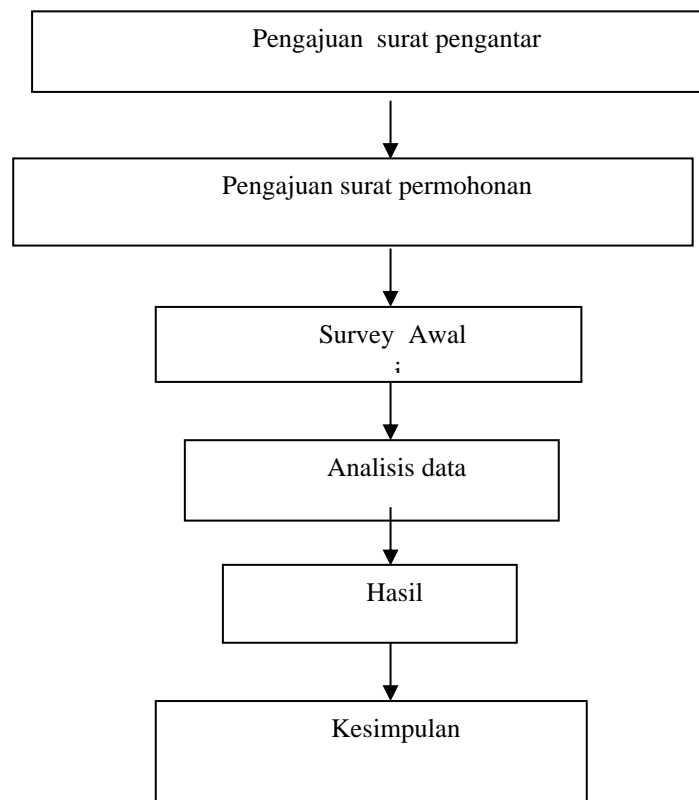 Pengajuan surat pengantar
Pengajuan surat permohonan
Survey Awal
Analisis data
Hasil
Kesimpulan